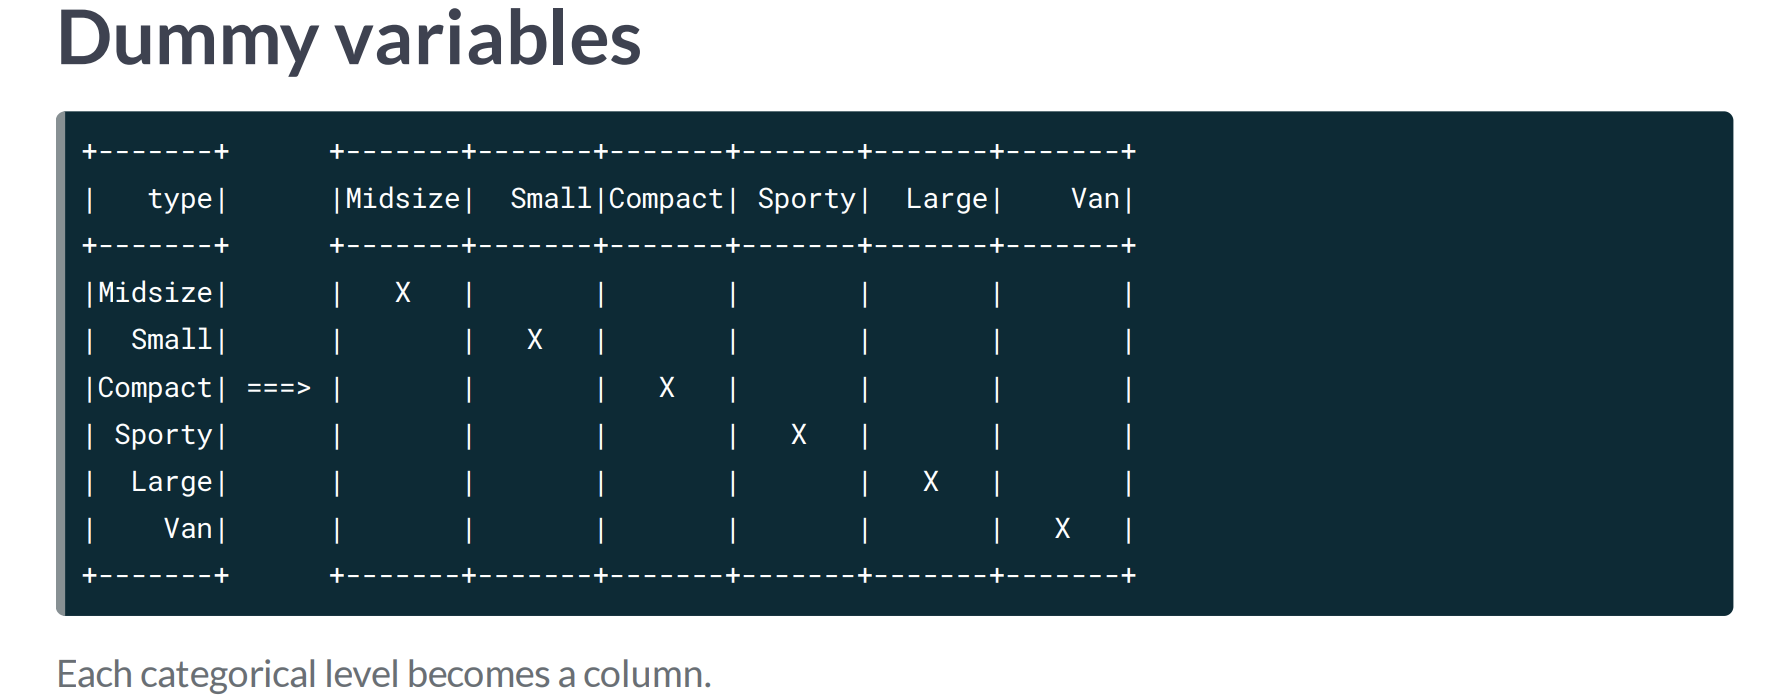 Dummy variables
+-------+      +-------+-------+-------+-------+-------+-------+
|   type|      |Midsize|  Small|Compact| Sporty|  Large|    Van|
+-------+      +-------+-------+-------+-------+-------+-------+
|Midsize|      |   X   |       |       |       |       |       |
|  Small|      |       |   X   |       |       |       |       |
|Compact| ===> |       |       |   X   |       |       |       |
| Sporty|      |       |       |       |   X   |       |       |
|  Large|      |       |       |       |       |   X   |       |
|    Van|      |       |       |       |       |       |   X   |
+-------+      +-------+-------+-------+-------+-------+-------+
Each categorical level becomes a column.